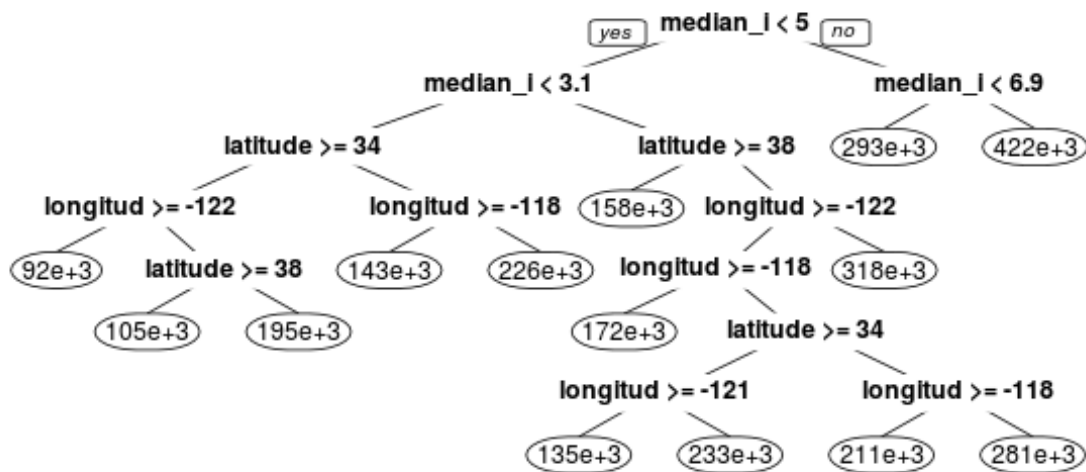 median_i < 5
yes
no
median_i < 3.1
median_i < 6.9
latitude >= 34
latitude >= 38
293e+3
422e+3
longitud >= -122
longitud >= -118
158e+3
longitud >= -122
92e+3
latitude >= 38
143e+3
226e+3
longitud >= -118
318e+3
105e+3
195e+3
172e+3
latitude >= 34
longitud >= -121
longitud >= -118
135e+3
233e+3
211e+3
281e+3